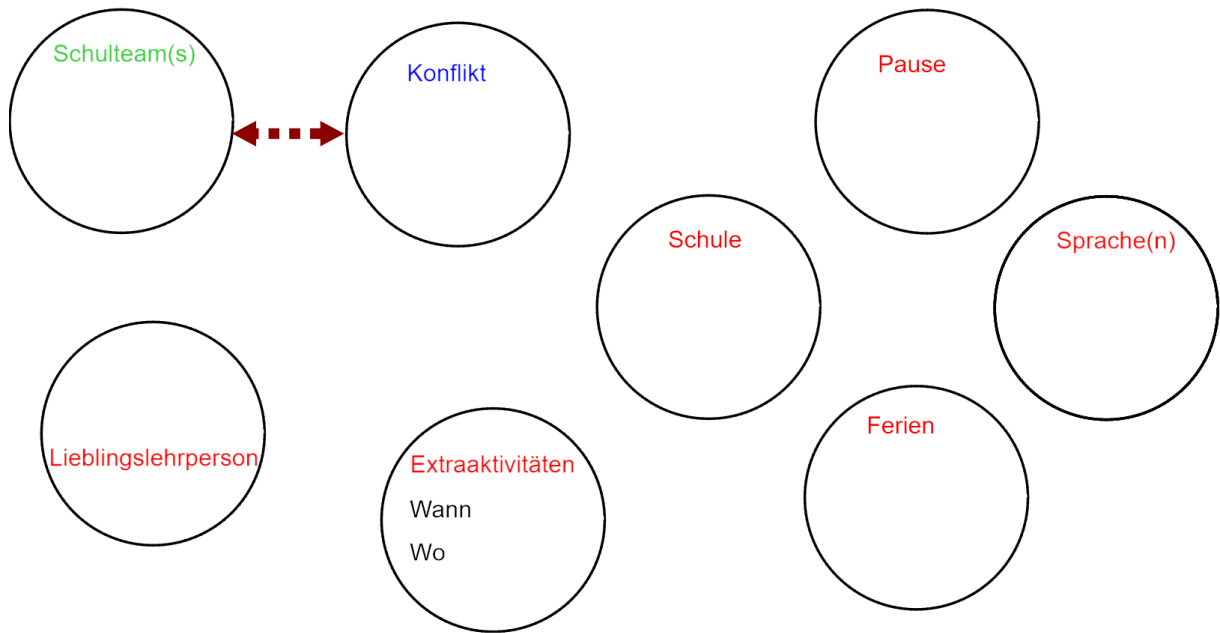 Schulteam(s)
Konflikt
Pause
Schule
Sprache(n)
Lieblingslehrperson
Extraaktivitäten
Wann
Wo
Ferien